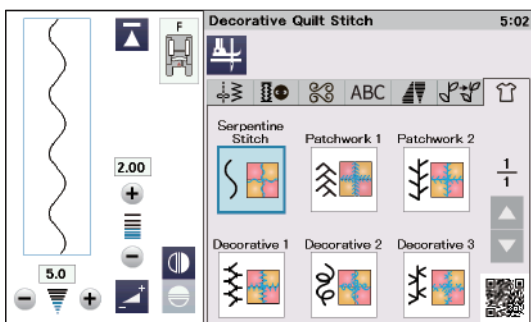 F
2.00
5.0
Decorative Quilt Stitch 5:02
ABC
Serpentine
Stitch
Patchwork 1
Patchwork 2
1
1
Decorative 1
Decorative 2
Decorative 3